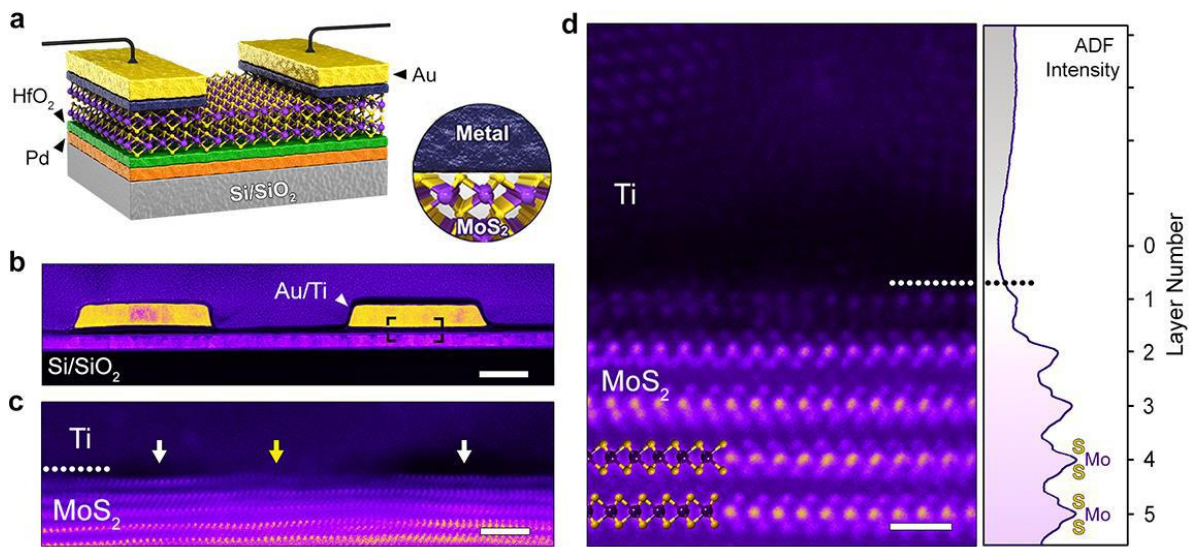 a
Au
HfO₂
Pd
Si/SiO₂
Metal
MoS₂
b
Au/Ti
Si/SiO₂
c
Ti
MoS₂
d
Ti
MoS₂
ADF
Intensity
0
1
2
3
4
5
Layer Number
S
Mo
S
S
Mo
S